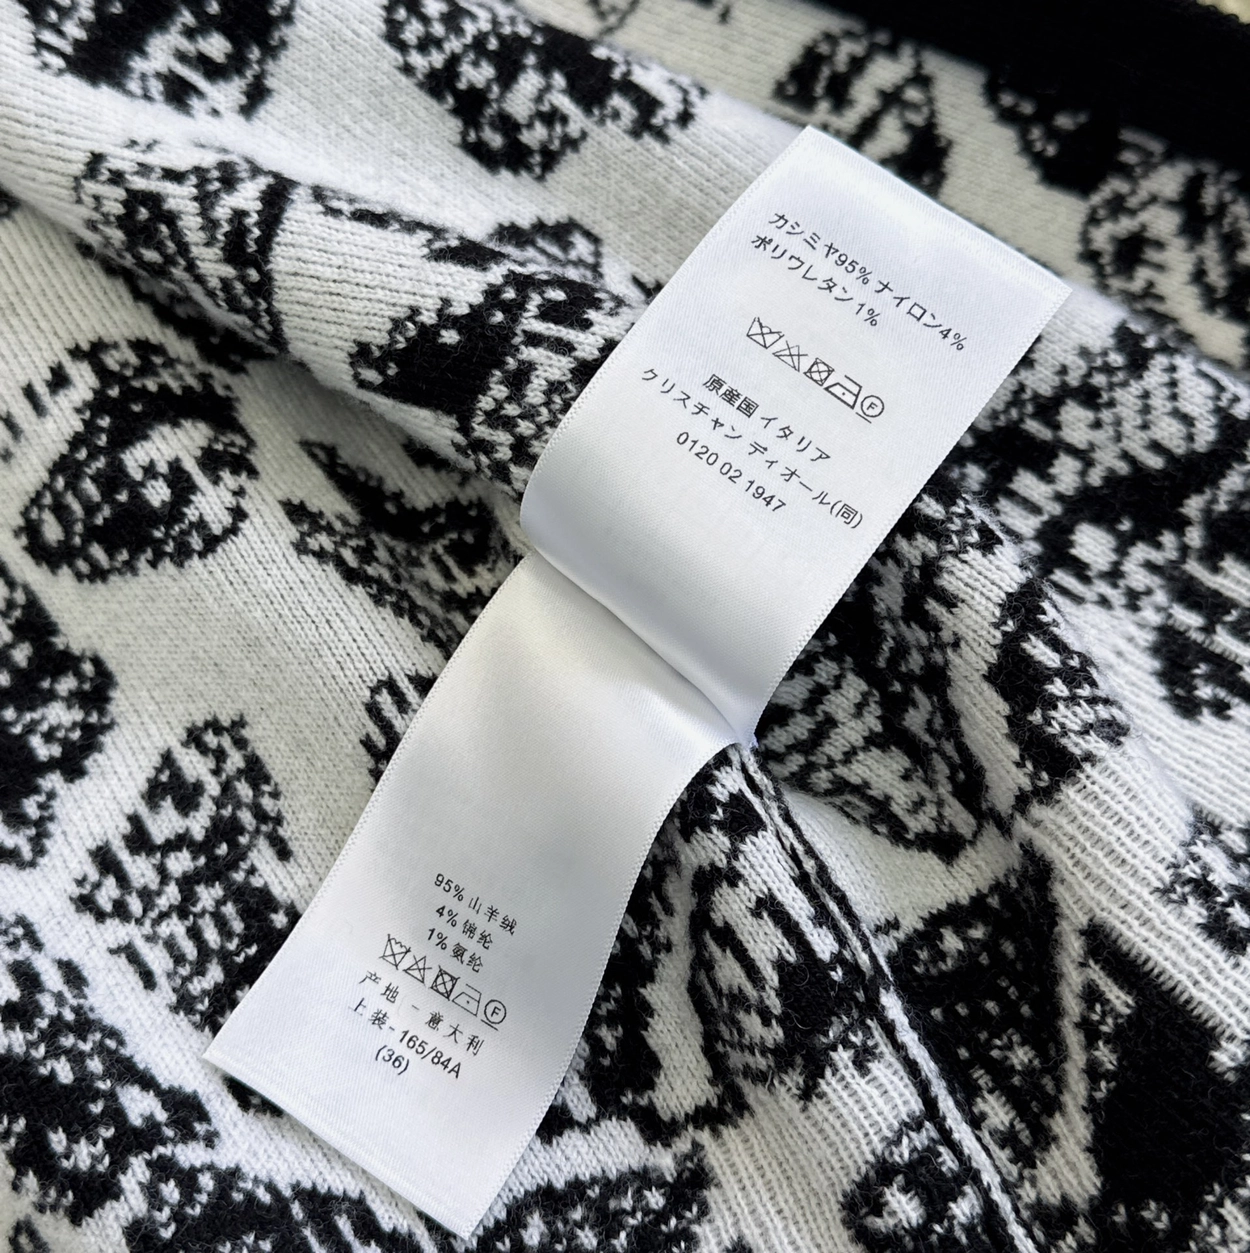 カシミヤ95% ナイロン4%
ポリウレタン1%
F
原産国 イタリア
クリスチャン ディオール(同)
0120 02 1947
95% 山羊绒
4% 锦纶
1% 氨纶
F
产地 - 意大利
上装- 165/84A
(36)